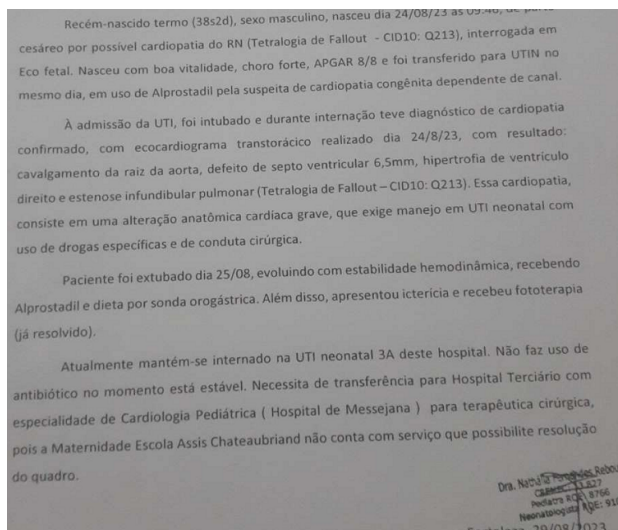 Recém-nascido termo (38s2d), sexo masculino, nasceu dia 24/08/23 às 09:40, de parto
cesáreo por possível cardiopatia do RN (Tetralogia de Fallout - CID10: Q213), interrogada em
Eco fetal. Nasceu com boa vitalidade, choro forte, APGAR 8/8 e foi transferido para UTIN no
mesmo dia, em uso de Alprostadil pela suspeita de cardiopatia congênita dependente de canal.
À admissão da UTI, foi intubado e durante internação teve diagnóstico de cardiopatia
confirmado, com ecocardiograma transtorácico realizado dia 24/8/23, com resultado:
cavalgamento da raiz da aorta, defeito de septo ventricular 6,5mm, hipertrofia de ventrículo
direito e estenose infundibular pulmonar (Tetralogia de Fallout – CID10: Q213). Essa cardiopatia,
consiste em uma alteração anatômica cardíaca grave, que exige manejo em UTI neonatal com
uso de drogas específicas e de conduta cirúrgica.
Paciente foi extubado dia 25/08, evoluindo com estabilidade hemodinâmica, recebendo
Alprostadil e dieta por sonda orogástrica. Além disso, apresentou icterícia e recebeu fototerapia
(já resolvido).
Atualmente mantém-se internado na UTI neonatal 3A deste hospital. Não faz uso de
antibiótico no momento está estável. Necessita de transferência para Hospital Terciário com
especialidade de Cardiologia Pediátrica ( Hospital de Messejana ) para terapêutica cirúrgica,
pois a Maternidade Escola Assis Chateaubriand não conta com serviço que possibilite resolução
do quadro.
Dra. Fernandes Rebou
Pediatra RQE: 8766
Neonatologista RQE: 91
29/08/2023